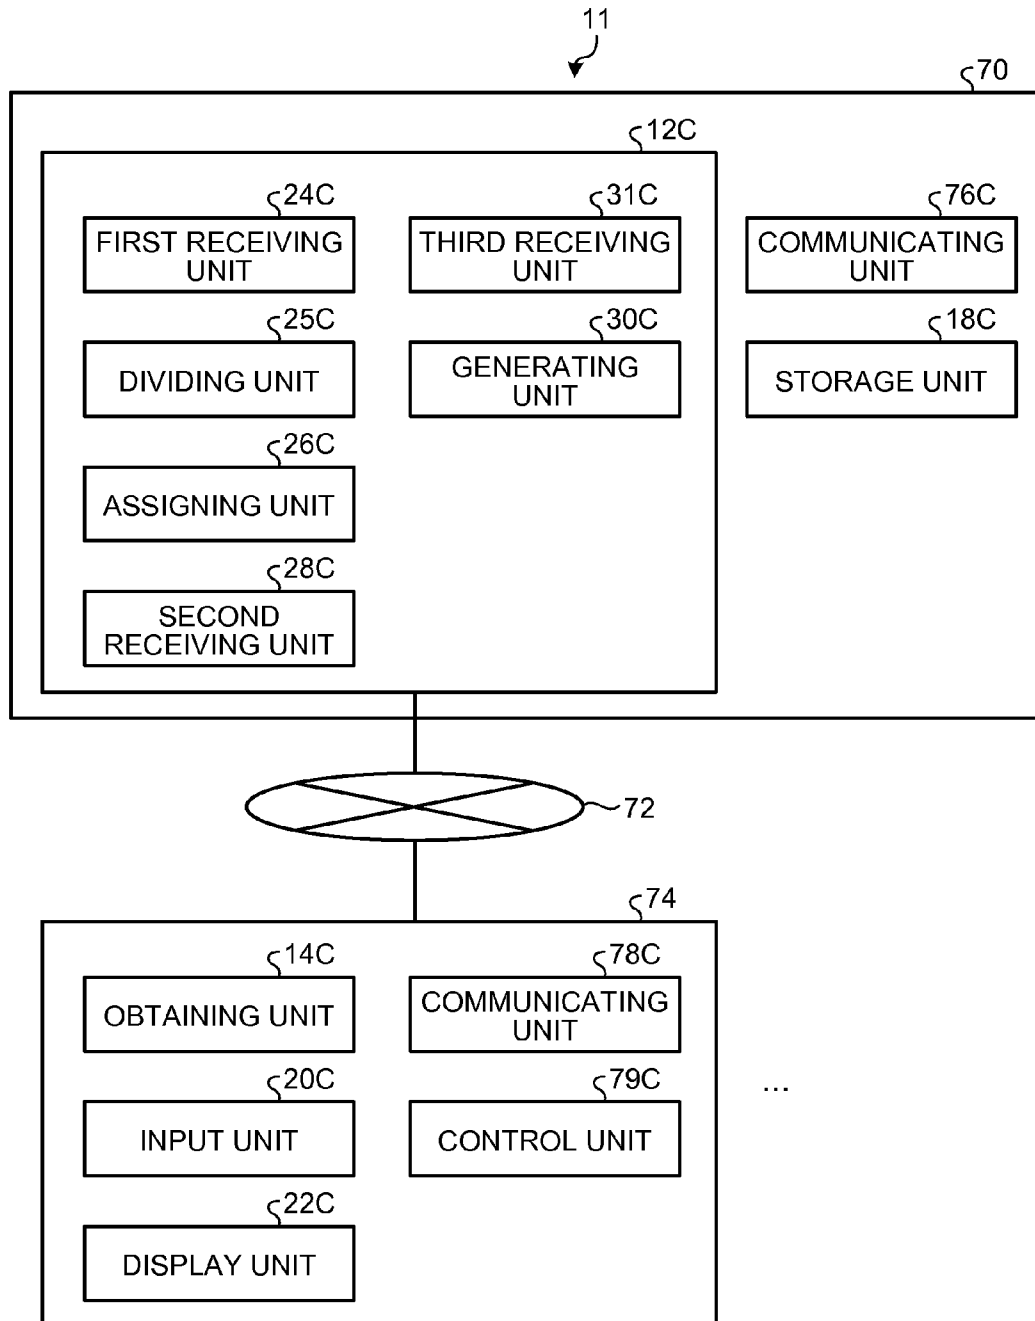 11
70
12C
24C
FIRST RECEIVING
UNIT
31C
THIRD RECEIVING
UNIT
76C
COMMUNICATING
UNIT
25C
DIVIDING UNIT
30C
GENERATING
UNIT
18C
STORAGE UNIT
26C
ASSIGNING UNIT
28C
SECOND
RECEIVING UNIT
72
74
14C
OBTAINING UNIT
78C
COMMUNICATING
UNIT
20C
INPUT UNIT
79C
CONTROL UNIT
...
22C
DISPLAY UNIT